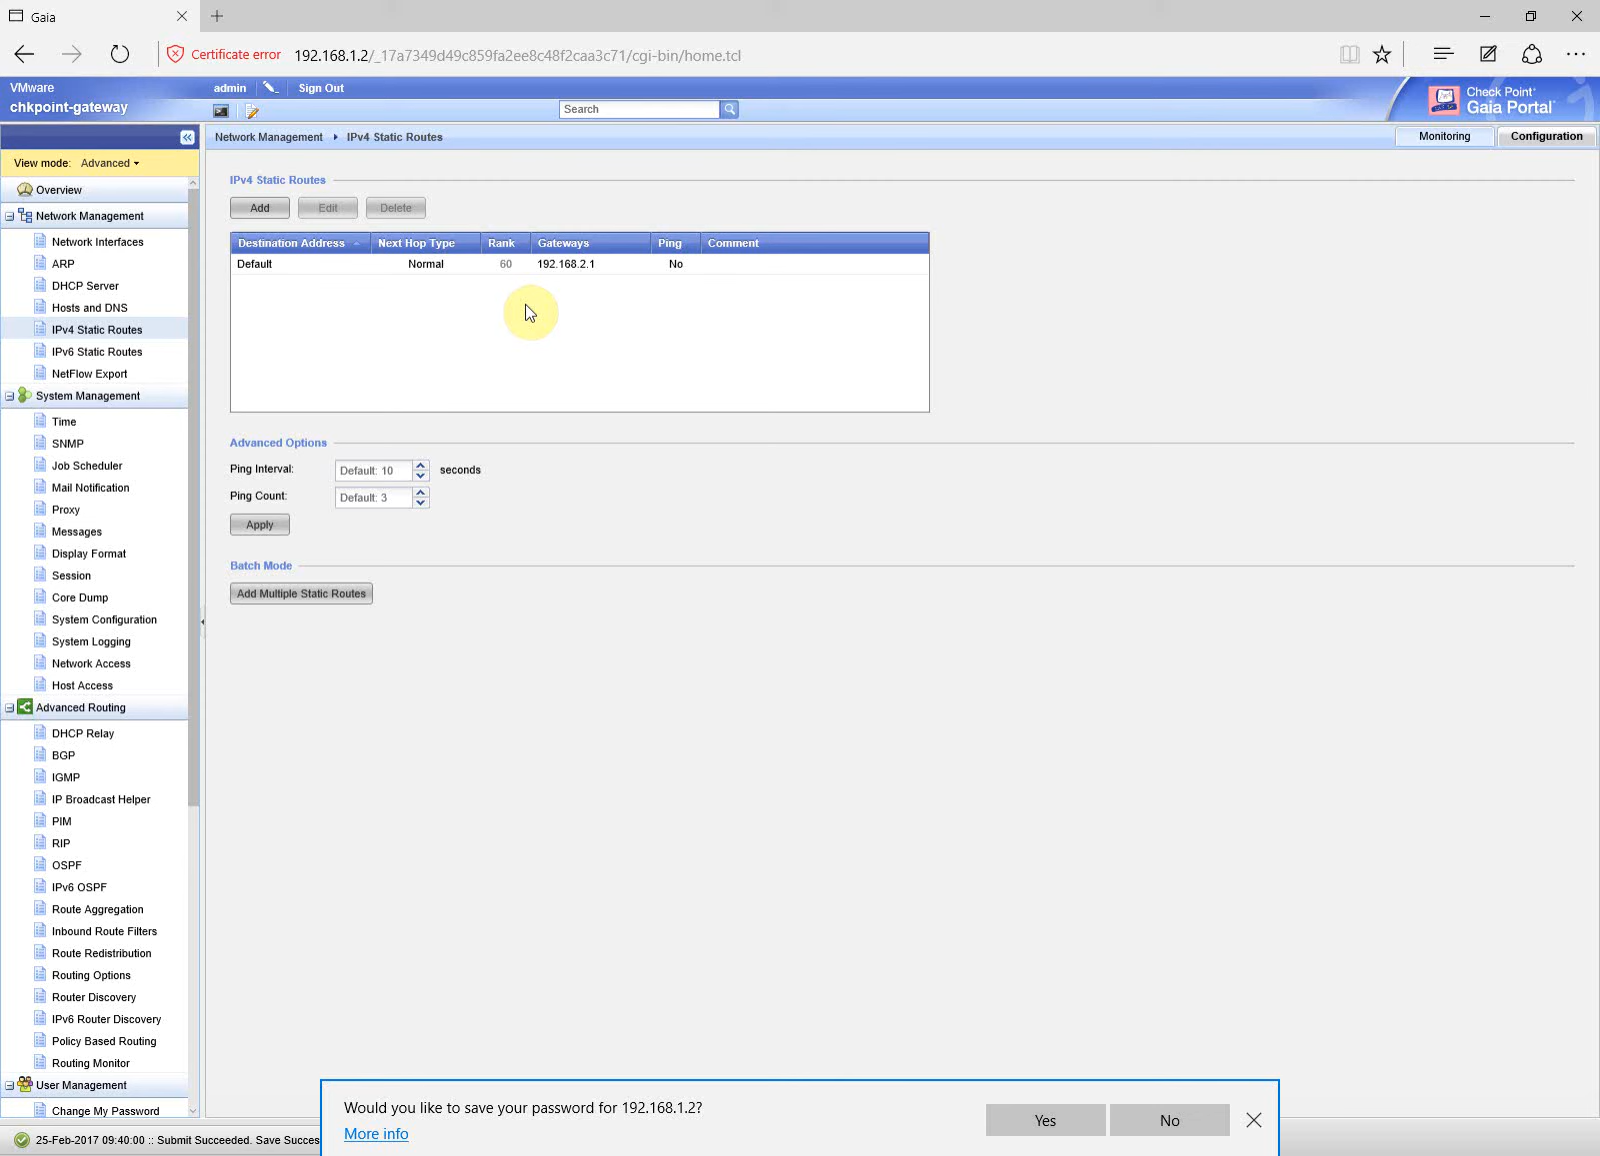 Gaia
Certificate error 192.168.1.2/_17a7349d49c859fa2ee8c48f2caa3c71/cgi-bin/home.tcl
VMware
chkpoint-gateway
admin
Sign Out
Search
Check Point
Gaia Portal
Network Management IPv4 Static Routes
Monitoring
Configuration
View mode: Advanced
Overview
Network Management
Network Interfaces
ARP
DHCP Server
Hosts and DNS
IPv4 Static Routes
IPv6 Static Routes
NetFlow Export
System Management
Time
SNMP
Job Scheduler
Mail Notification
Proxy
Messages
Display Format
Session
Core Dump
System Configuration
System Logging
Network Access
Host Access
Advanced Routing
DHCP Relay
BGP
IGMP
IP Broadcast Helper
PIM
RIP
OSPF
IPv6 OSPF
Route Aggregation
Inbound Route Filters
Route Redistribution
Routing Options
Router Discovery
IPv6 Router Discovery
Policy Based Routing
Routing Monitor
User Management
Change My Password
IPv4 Static Routes
Add Edit Delete
Destination Address Next Hop Type Rank Gateways Ping Comment
Default Normal 60 192.168.2.1 No
Advanced Options
Ping Interval: Default: 10 seconds
Ping Count: Default: 3
Apply
Batch Mode
Add Multiple Static Routes
25-Feb-2017 09:40:00 :: Submit Succeeded. Save Succes
Would you like to save your password for 192.168.1.2?
More info
Yes
No